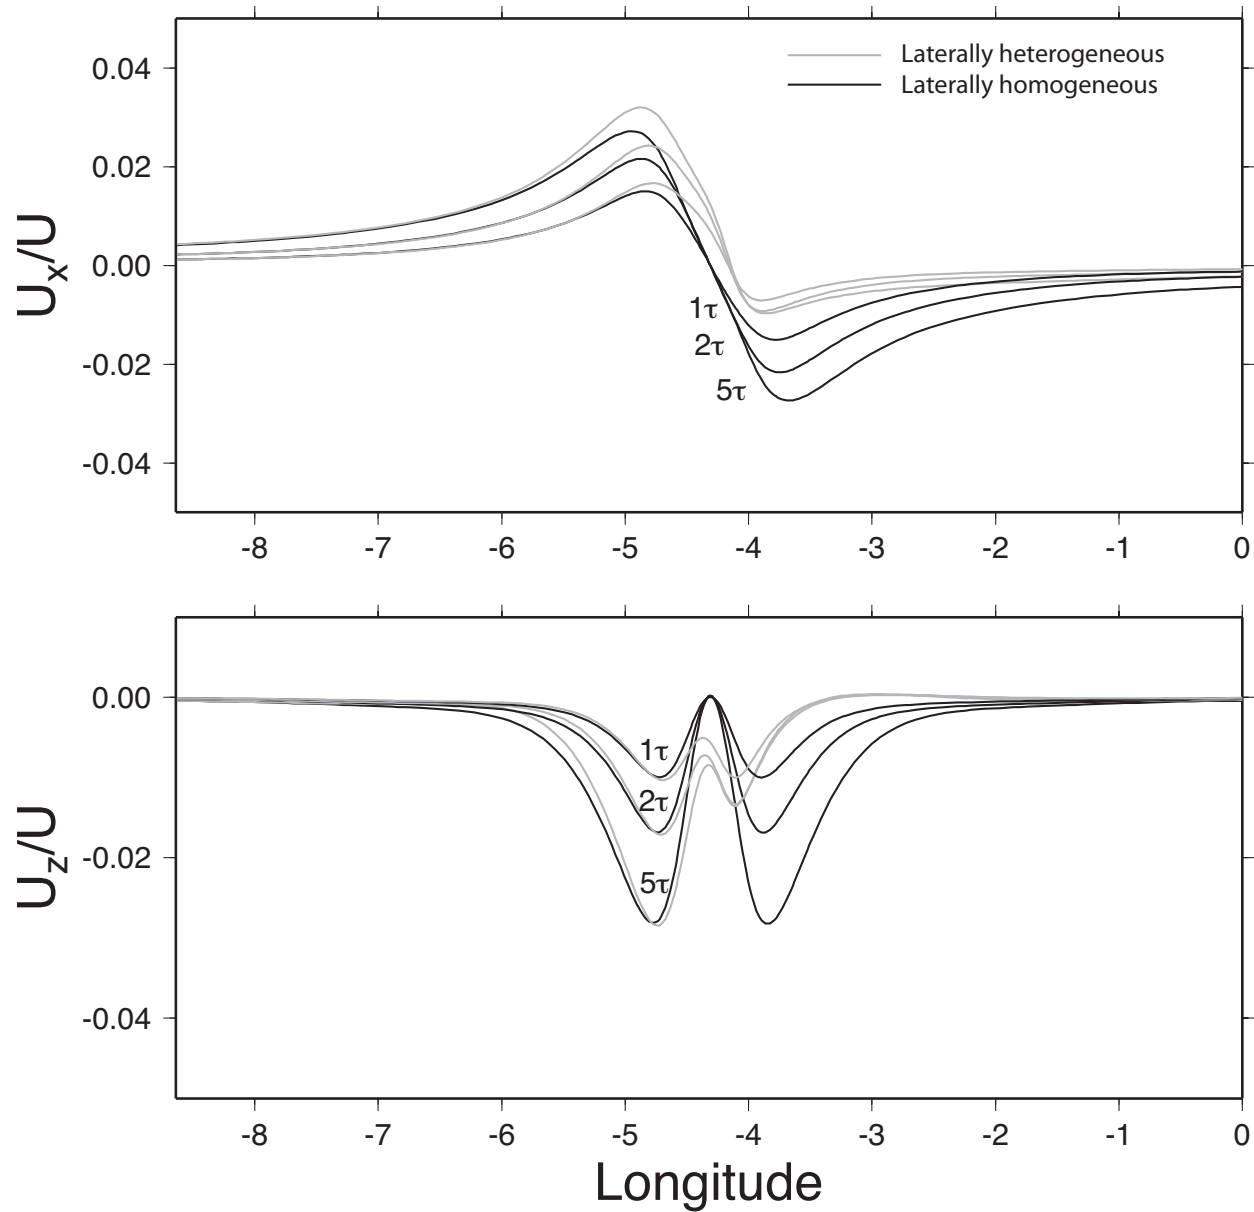 Laterally heterogeneous
Laterally homogeneous
0.04
0.02
0.00
-0.02
-0.04
Ux/U
1τ
2τ
5τ
-8 -7 -6 -5 -4 -3 -2 -1 0
0.00
-0.02
-0.04
Uz/U
1τ
2τ
5τ
-8 -7 -6 -5 -4 -3 -2 -1 0
Longitude